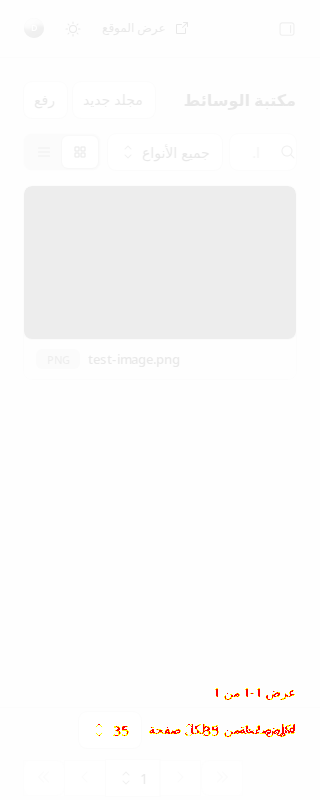 عرض الموقع
مكتبة الوسائط
مجلد جديد
رفع
جميع الأنواع
test-image.png
PNG
عرض 1-1 من 1
لكل صفحة
35
1